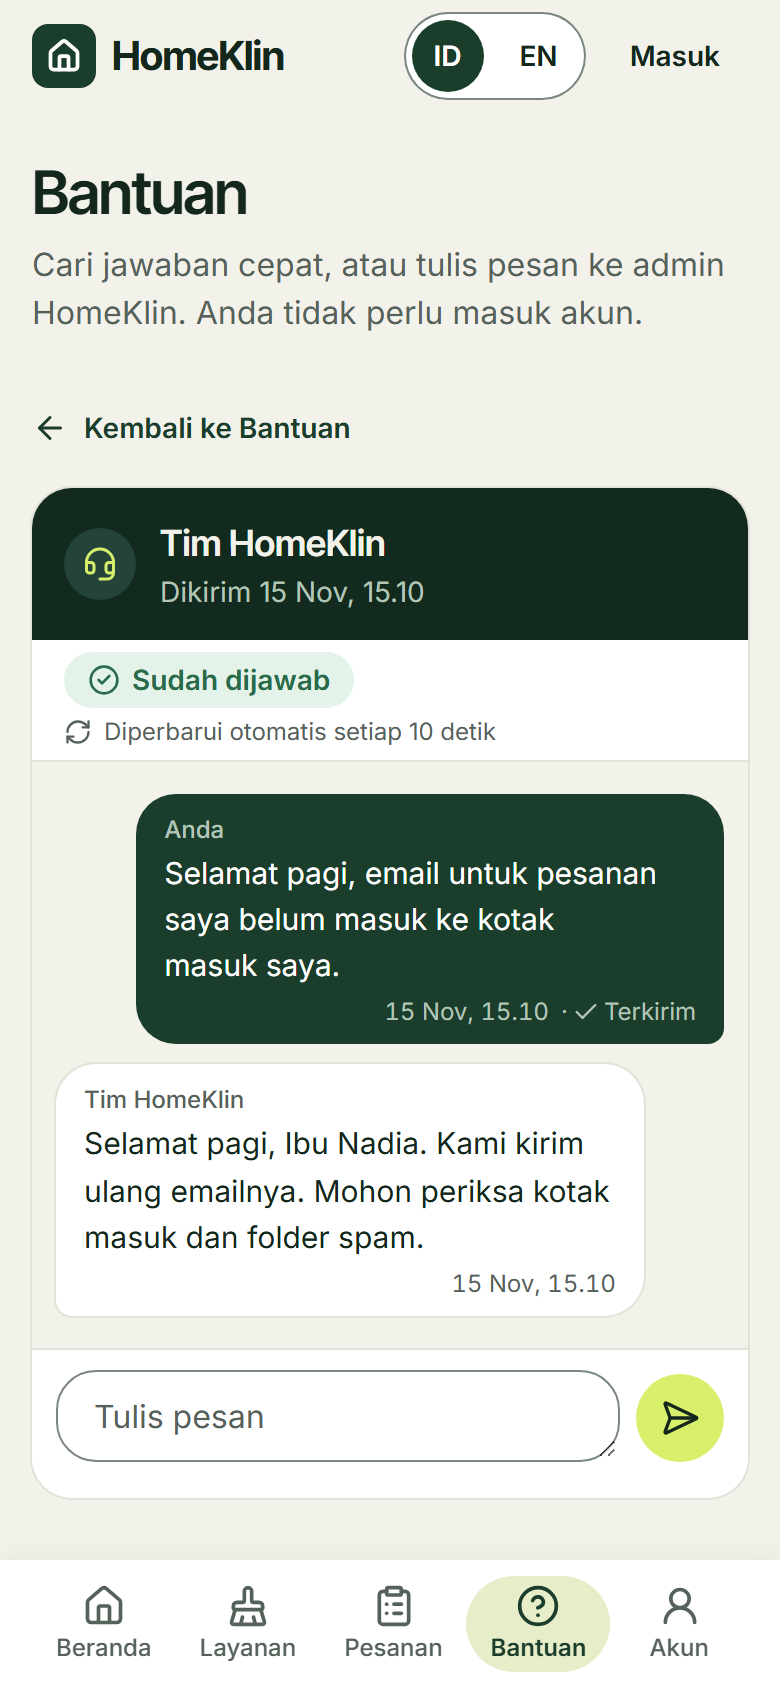 HomeKlin
ID
EN
Masuk
Bantuan
Cari jawaban cepat, atau tulis pesan ke admin
HomeKlin. Anda tidak perlu masuk akun.
Kembali ke Bantuan
Tim HomeKlin
Dikirim 15 Nov, 15.10
Sudah dijawab
Diperbarui otomatis setiap 10 detik
Anda
Selamat pagi, email untuk pesanan
saya belum masuk ke kotak
masuk saya.
15 Nov, 15.10 · Terkirim
Tim HomeKlin
Selamat pagi, Ibu Nadia. Kami kirim
ulang emailnya. Mohon periksa kotak
masuk dan folder spam.
15 Nov, 15.10
Tulis pesan
Beranda
Layanan
Pesanan
Bantuan
Akun